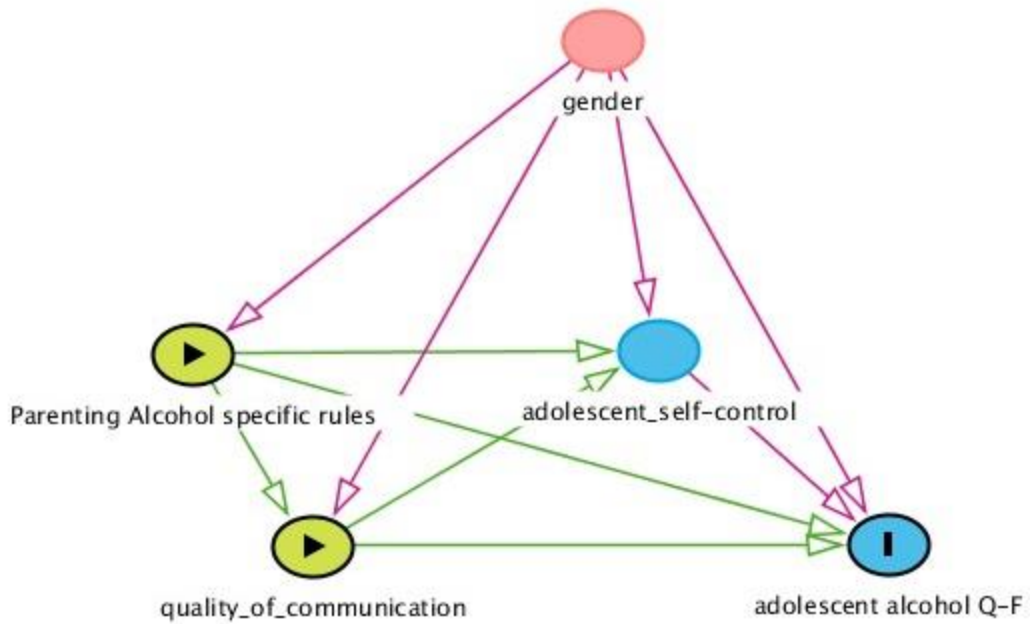 gender
Parenting Alcohol specific rules
adolescent_self-control
quality_of_communication
adolescent alcohol Q-F